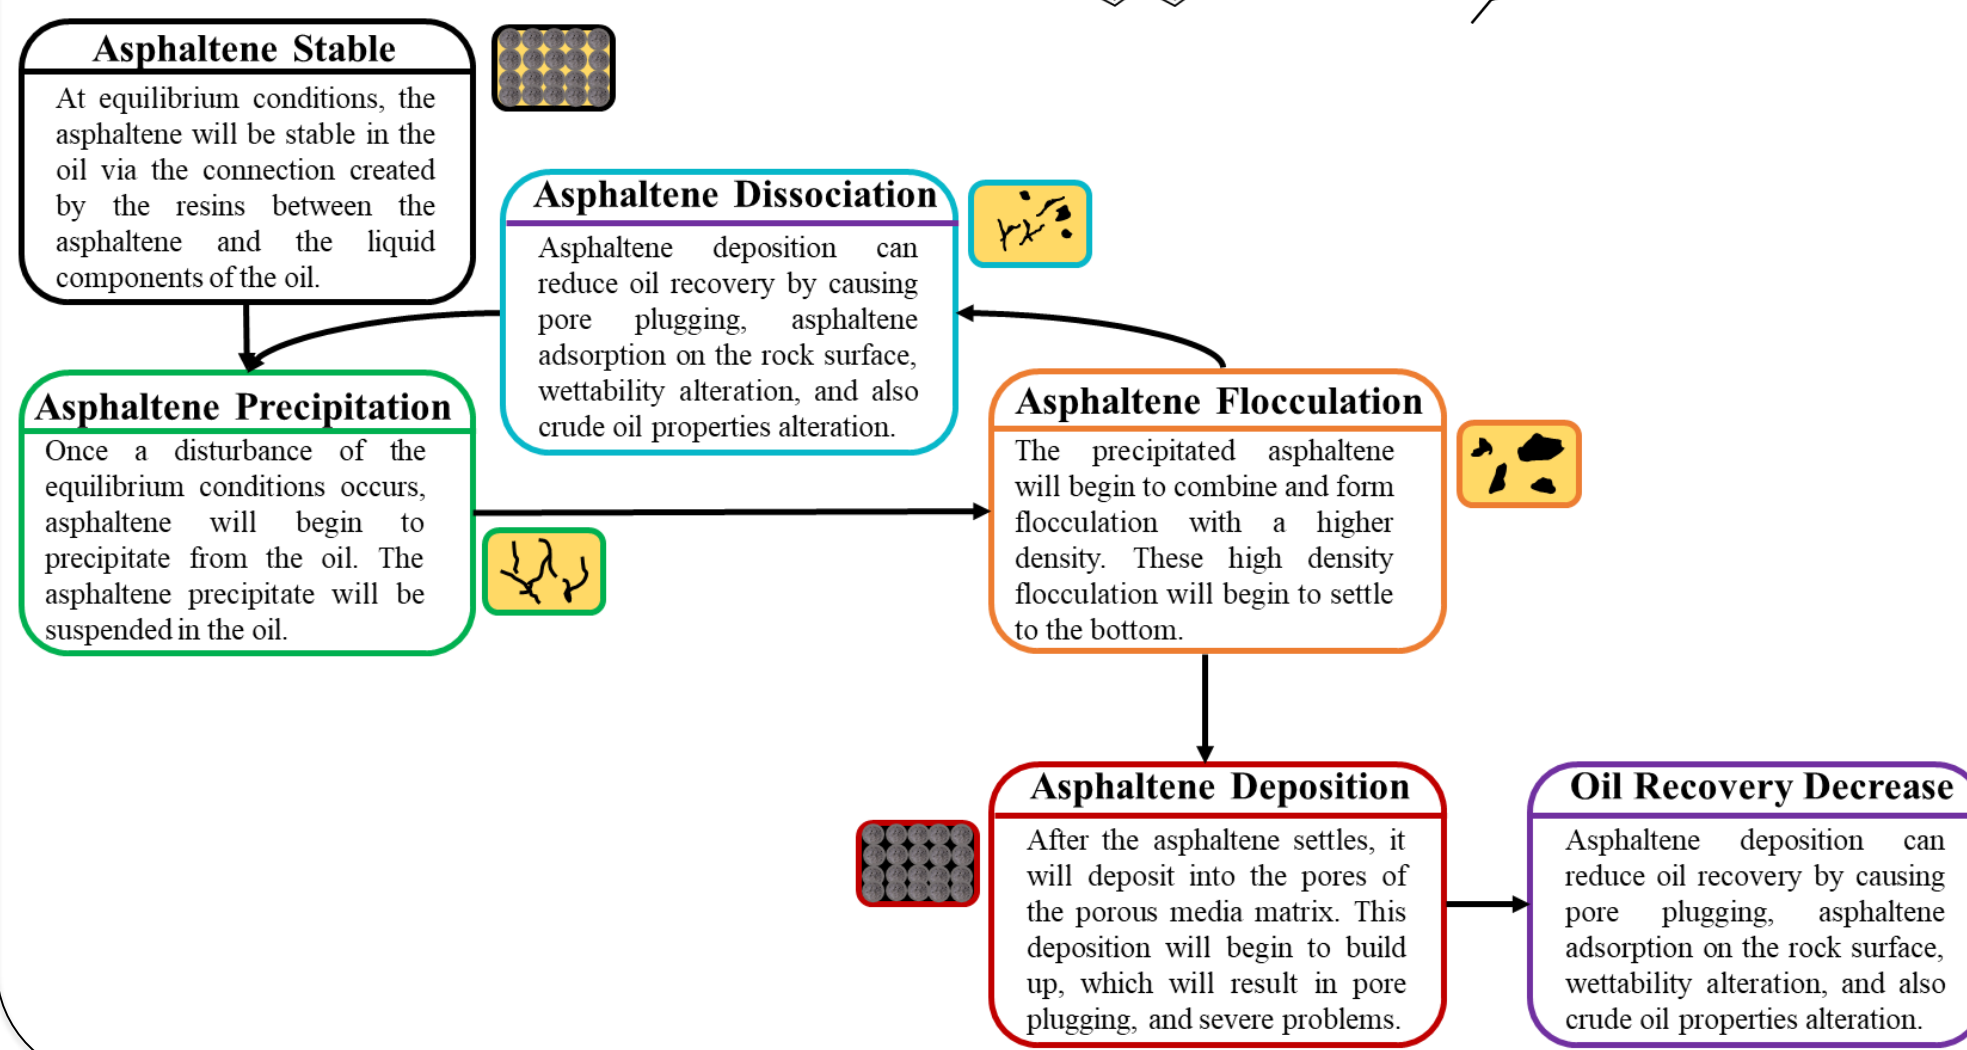 Asphaltene Stable
At equilibrium conditions, the
asphaltene will be stable in the
oil via the connection created
by the resins between the
asphaltene and the liquid
components of the oil.
Asphaltene Dissociation
Asphaltene deposition can
reduce oil recovery by causing
pore plugging, asphaltene
adsorption on the rock surface,
wettability alteration, and also
crude oil properties alteration.
Asphaltene Precipitation
Once a disturbance of the
equilibrium conditions occurs,
asphaltene will begin to
precipitate from the oil. The
asphaltene precipitate will be
suspended in the oil.
Asphaltene Flocculation
The precipitated asphaltene
will begin to combine and form
flocculation with a higher
density. These high density
flocculation will begin to settle
to the bottom.
Asphaltene Deposition
After the asphaltene settles, it
will deposit into the pores of
the porous media matrix. This
deposition will begin to build
up, which will result in pore
plugging, and severe problems.
Oil Recovery Decrease
Asphaltene deposition can
reduce oil recovery by causing
pore plugging, asphaltene
adsorption on the rock surface,
wettability alteration, and also
crude oil properties alteration.